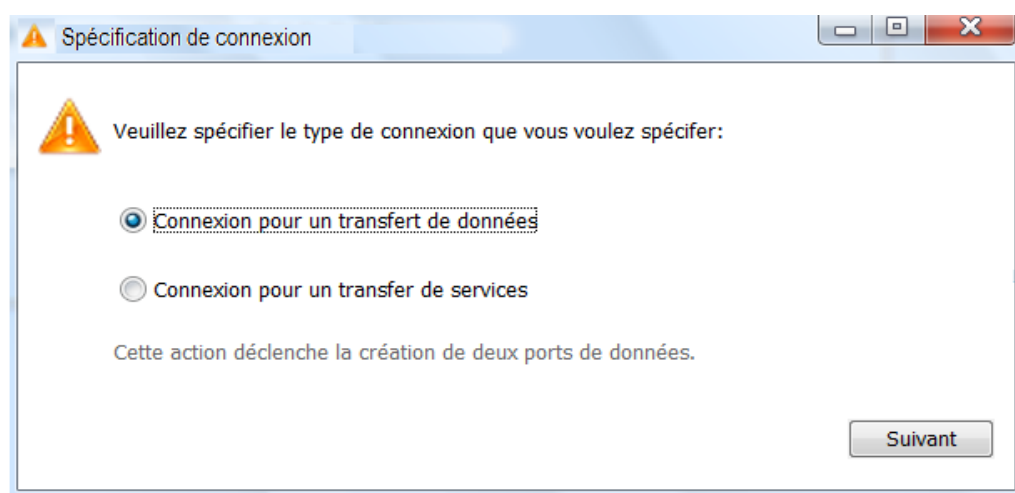 Spécification de connexion
Veuillez spécifier le type de connexion que vous voulez spécifer:
Connexion pour un transfert de données
Connexion pour un transfer de services
Cette action déclenche la création de deux ports de données.
Suivant